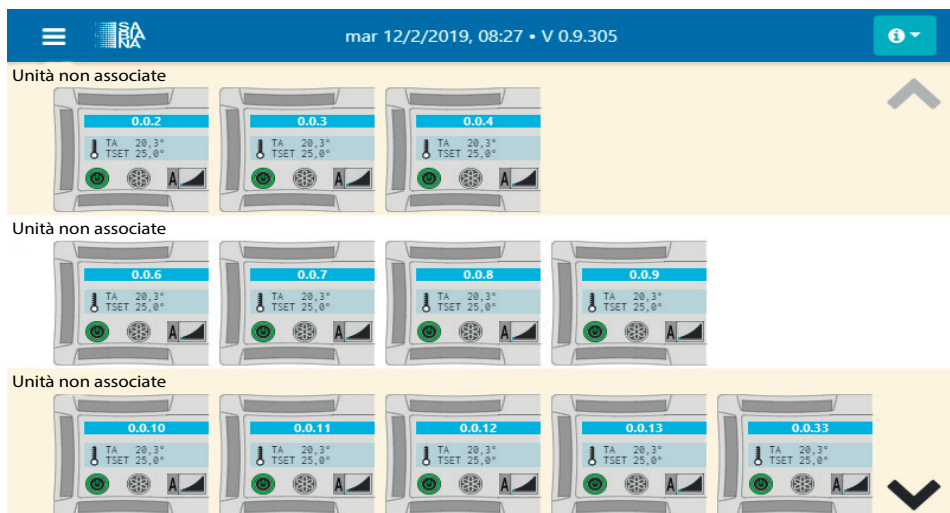 SA
BIA
NA
mar 12/2/2019, 08:27 • V 0.9.305
Unità non associate
0.0.2
TA 20,3°
TSET 25,0°
A
0.0.3
TA 20,3°
TSET 25,0°
A
0.0.4
TA 20,3°
TSET 25,0°
A
Unità non associate
0.0.6
TA 20,3°
TSET 25,0°
A
0.0.7
TA 20,3°
TSET 25,0°
A
0.0.8
TA 20,3°
TSET 25,0°
A
0.0.9
TA 20,3°
TSET 25,0°
A
Unità non associate
0.0.10
TA 20,3°
TSET 25,0°
A
0.0.11
TA 20,3°
TSET 25,0°
A
0.0.12
TA 20,3°
TSET 25,0°
A
0.0.13
TA 20,3°
TSET 25,0°
A
0.0.33
TA 20,3°
TSET 25,0°
A